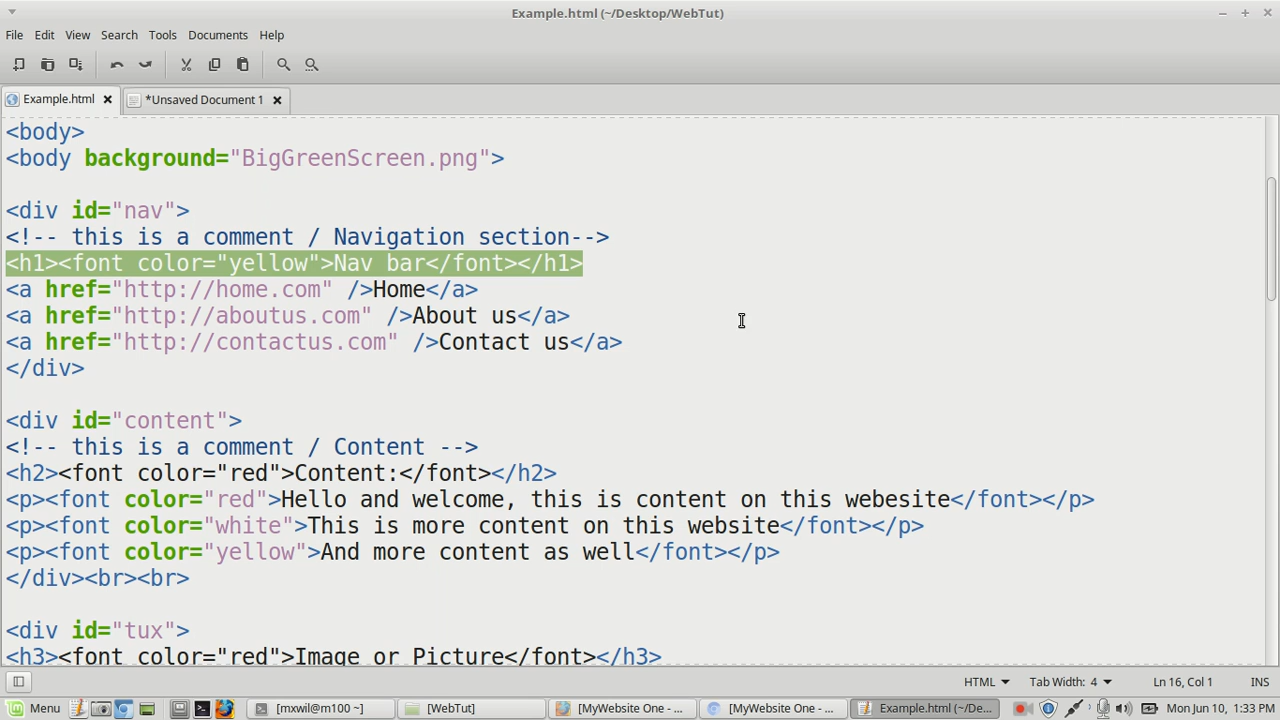 Example.html (~/Desktop/WebTut)
File Edit View Search Tools Documents Help
Example.html *Unsaved Document 1
<body>
<body background="BigGreenScreen.png">
<div id="nav">
<!-- this is a comment / Navigation section-->
<h1><font color="yellow">Nav bar</font></h1>
<a href="http://home.com" />Home</a>
<a href="http://aboutus.com" />About us</a>
<a href="http://contactus.com" />Contact us</a>
</div>
<div id="content">
<!-- this is a comment / Content -->
<h2><font color="red">Content:</font></h2>
<p><font color="red">Hello and welcome, this is content on this webesite</font></p>
<p><font color="white">This is more content on this website</font></p>
<p><font color="yellow">And more content as well</font></p>
</div><br><br>
<div id="tux">
<h3><font color="red">Image or Picture</font></h3>
HTML Tab Width: 4 Ln 16, Col 1 INS
Menu [mxwil@m100 ~] [WebTut] [MyWebsite One - ... [MyWebsite One - ... Example.html (~/De... Mon Jun 10, 1:33 PM